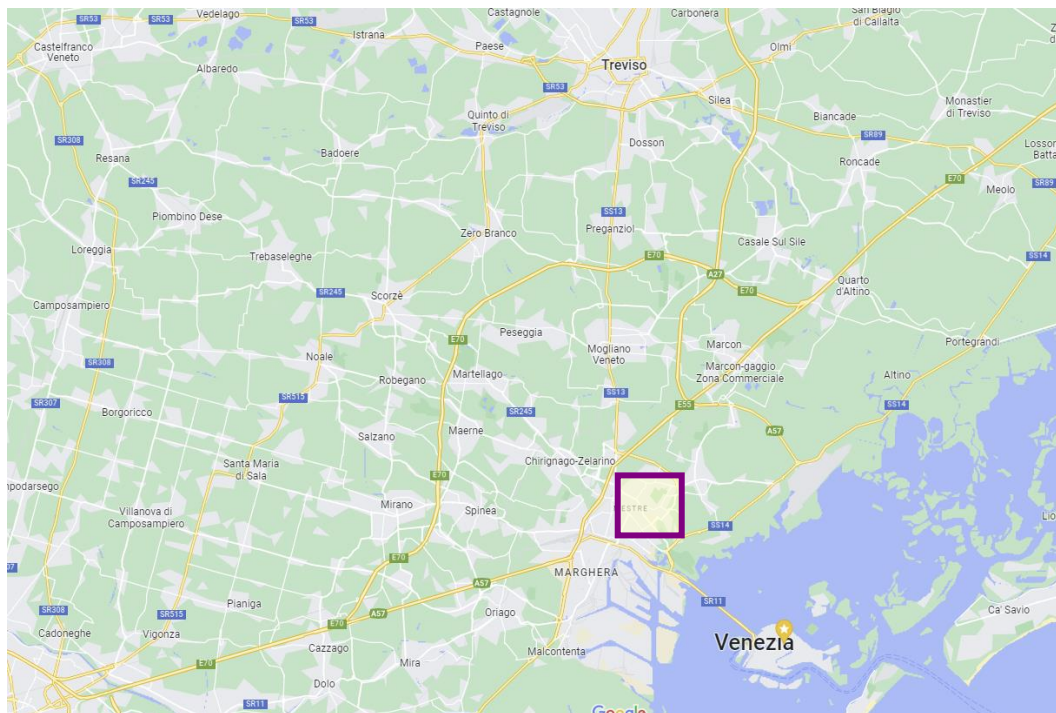 SR53
SR53
Vedelago
Castagnole
Carbonera
San Biagio
di Callalta
Istrana
Paese
SR53
Olmi
Castelfranco
Veneto
Albaredo
Treviso
SR53
Silea
Quinto di
Treviso
Monastier
di Treviso
Biancade
SR308
Badoere
Dosson
SR89
Resana
Roncade
SR245
E70
SR89
Meolo
Piombino Dese
SS13
Preganziol
Zero Branco
Casale Sul Sile
Loreggia
Trebaseleghe
E70
SS14
A27
SR245
Scorzè
E70
Quarto
d'Altino
Camposampiero
Peseggia
E70
Mogliano
Veneto
Marcon
Portegrandi
Noale
SR308
Marcon-gaggio
Zona Commerciale
Robegano
Martellago
Altino
SR515
SS13
SR307
Borgoricco
SR245
E55
SS14
Maerne
A57
Salzano
Chirignago-Zelarino
Santa Maria
di Sala
E70
Mirano
Spinea
Villanova di
Camposampiero
SS14
E70
MARGHERA
A57
SR11
Pianiga
SR308
SR515
A57
Oriago
Ca' Savio
Cadoneghe
Vigonza
Venezia
Cazzago
Malcontenta
E70
Mira
Dolo
SR11
Google